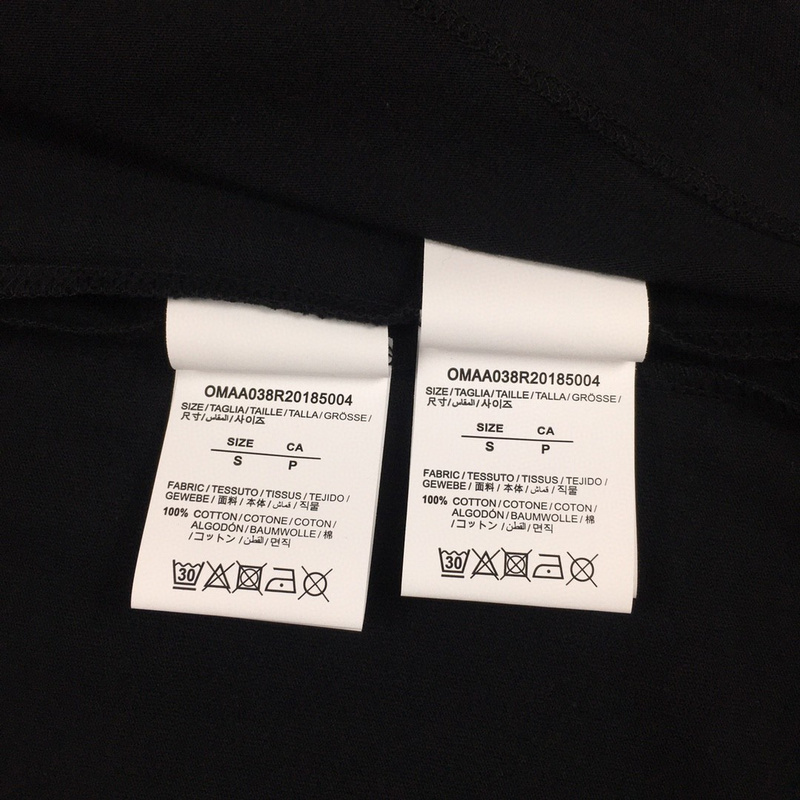 OMAA038R20185004
SIZE/TAGLIA/TAILLE/TALLA/GRÖSSE/
尺寸/المقاس/사이즈
SIZE CA
S P
FABRIC/TESSUTO/TISSUS/TEJIDO/
GEWEBE/面料/本体/قماش/직물
100% COTTON/COTONE/COTON/
ALGODÓN/BAUMWOLLE/棉
/コットン/القطن/면직
30
OMAA038R20185004
SIZE/TAGLIA/TAILLE/TALLA/GRÖSSE/
尺寸/المقاس/사이즈
SIZE CA
S P
FABRIC/TESSUTO/TISSUS/TEJIDO/
GEWEBE/面料/本体/قماش/직물
100% COTTON/COTONE/COTON/
ALGODÓN/BAUMWOLLE/棉
/コットン/القطن/면직
30